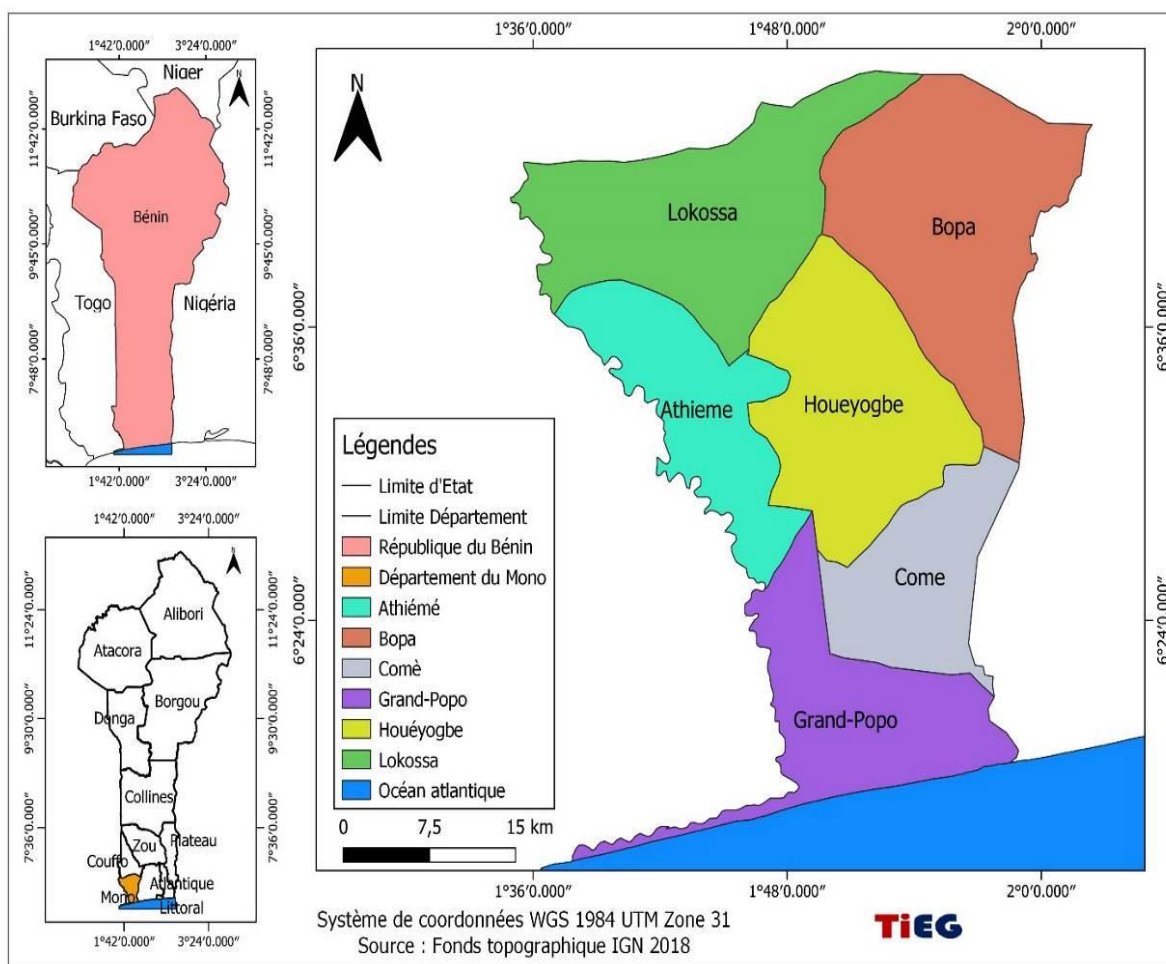 1°42'0.000"
3°24'0.000"
Niger
N
Burkina Faso
Bénin
Togo
Nigéria
11°42'0.000"
9°45'0.000"
7°48'0.000"
11°42'0.000"
9°45'0.000"
7°48'0.000"
1°42'0.000"
3°24'0.000"
1°42'0.000"
3°24'0.000"
N
Alibori
Atacora
Borgou
Donga
Collines
Zou
Plateau
Couffo
Atlantique
Mono
Littoral
11°24'0.000"
9°30'0.000"
7°36'0.000"
11°24'0.000"
9°30'0.000"
7°36'0.000"
1°42'0.000"
3°24'0.000"
1°36'0.000"
1°48'0.000"
2°0'0.000"
N
Lokossa
Bopa
Athieme
Houeyogbe
Come
Grand-Popo
6°36'0.000"
6°24'0.000"
6°36'0.000"
6°24'0.000"
Légendes
Limite d'Etat
Limite Département
République du Bénin
Département du Mono
Athiémé
Bopa
Comè
Grand-Popo
Houéyogbe
Lokossa
Océan atlantique
0 7,5 15 km
1°36'0.000"
1°48'0.000"
2°0'0.000"
Système de coordonnées WGS 1984 UTM Zone 31
Source : Fonds topographique IGN 2018
TiEG